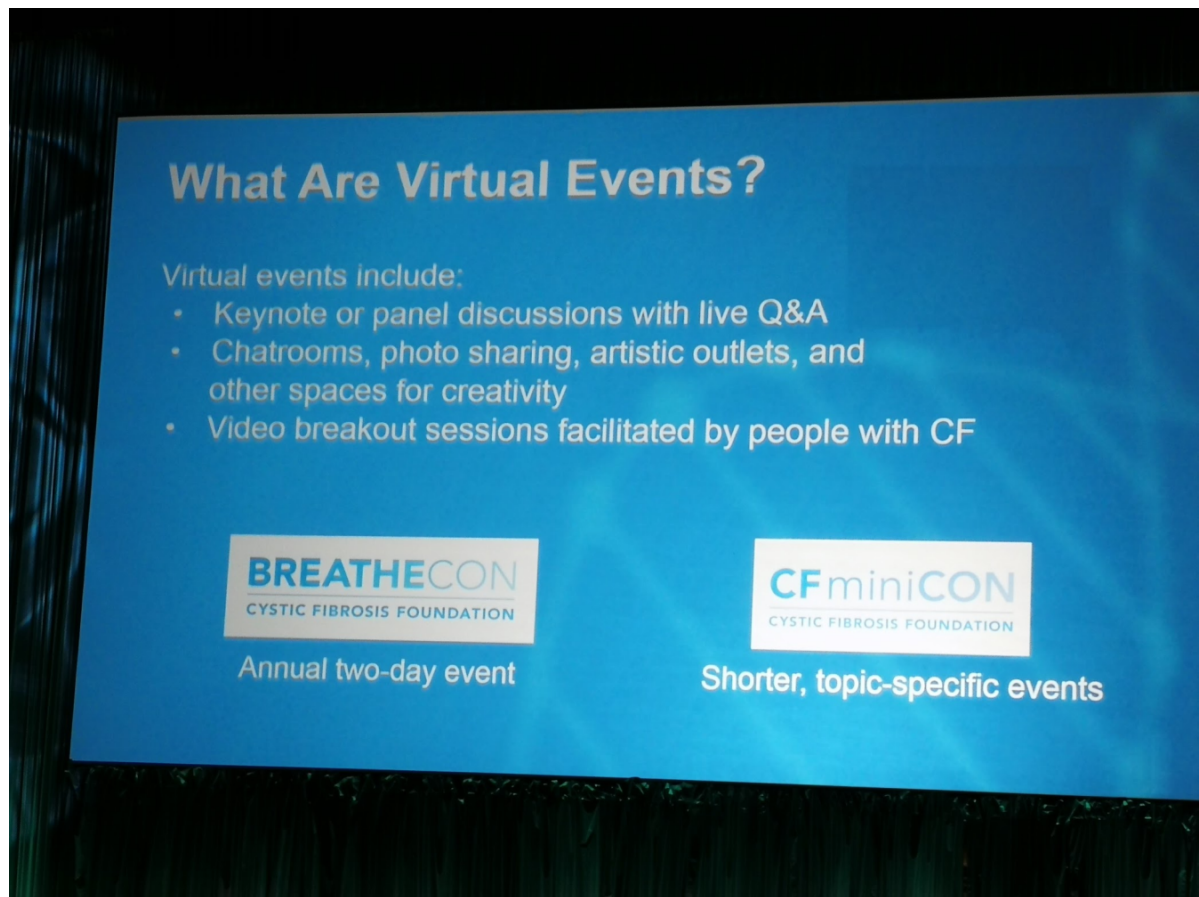 What Are Virtual Events?
Virtual events include:
• Keynote or panel discussions with live Q&A
• Chatrooms, photo sharing, artistic outlets, and
other spaces for creativity
• Video breakout sessions facilitated by people with CF
BREATHECON
CYSTIC FIBROSIS FOUNDATION
Annual two-day event
CFminiCON
CYSTIC FIBROSIS FOUNDATION
Shorter, topic-specific events